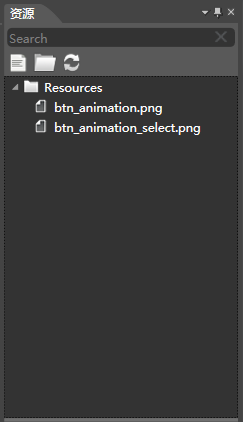 资源
Search
Resources
btn_animation.png
btn_animation_select.png